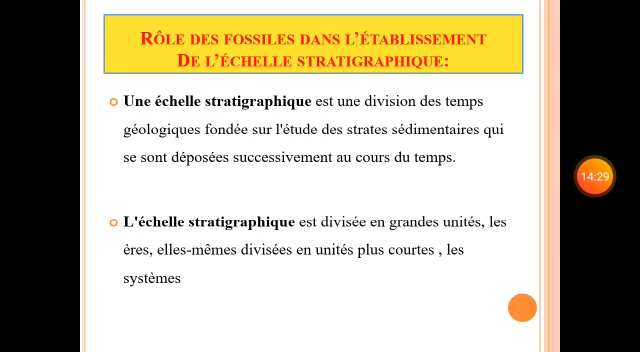 RÔLE DES FOSSILES DANS L'ÉTABLISSEMENT
DE L'ÉCHELLE STRATIGRAPHIQUE:
Une échelle stratigraphique est une division des temps
géologiques fondée sur l'étude des strates sédimentaires qui
se sont déposées successivement au cours du temps.
14:29
L'échelle stratigraphique est divisée en grandes unités, les
ères, elles-mêmes divisées en unités plus courtes , les
systèmes